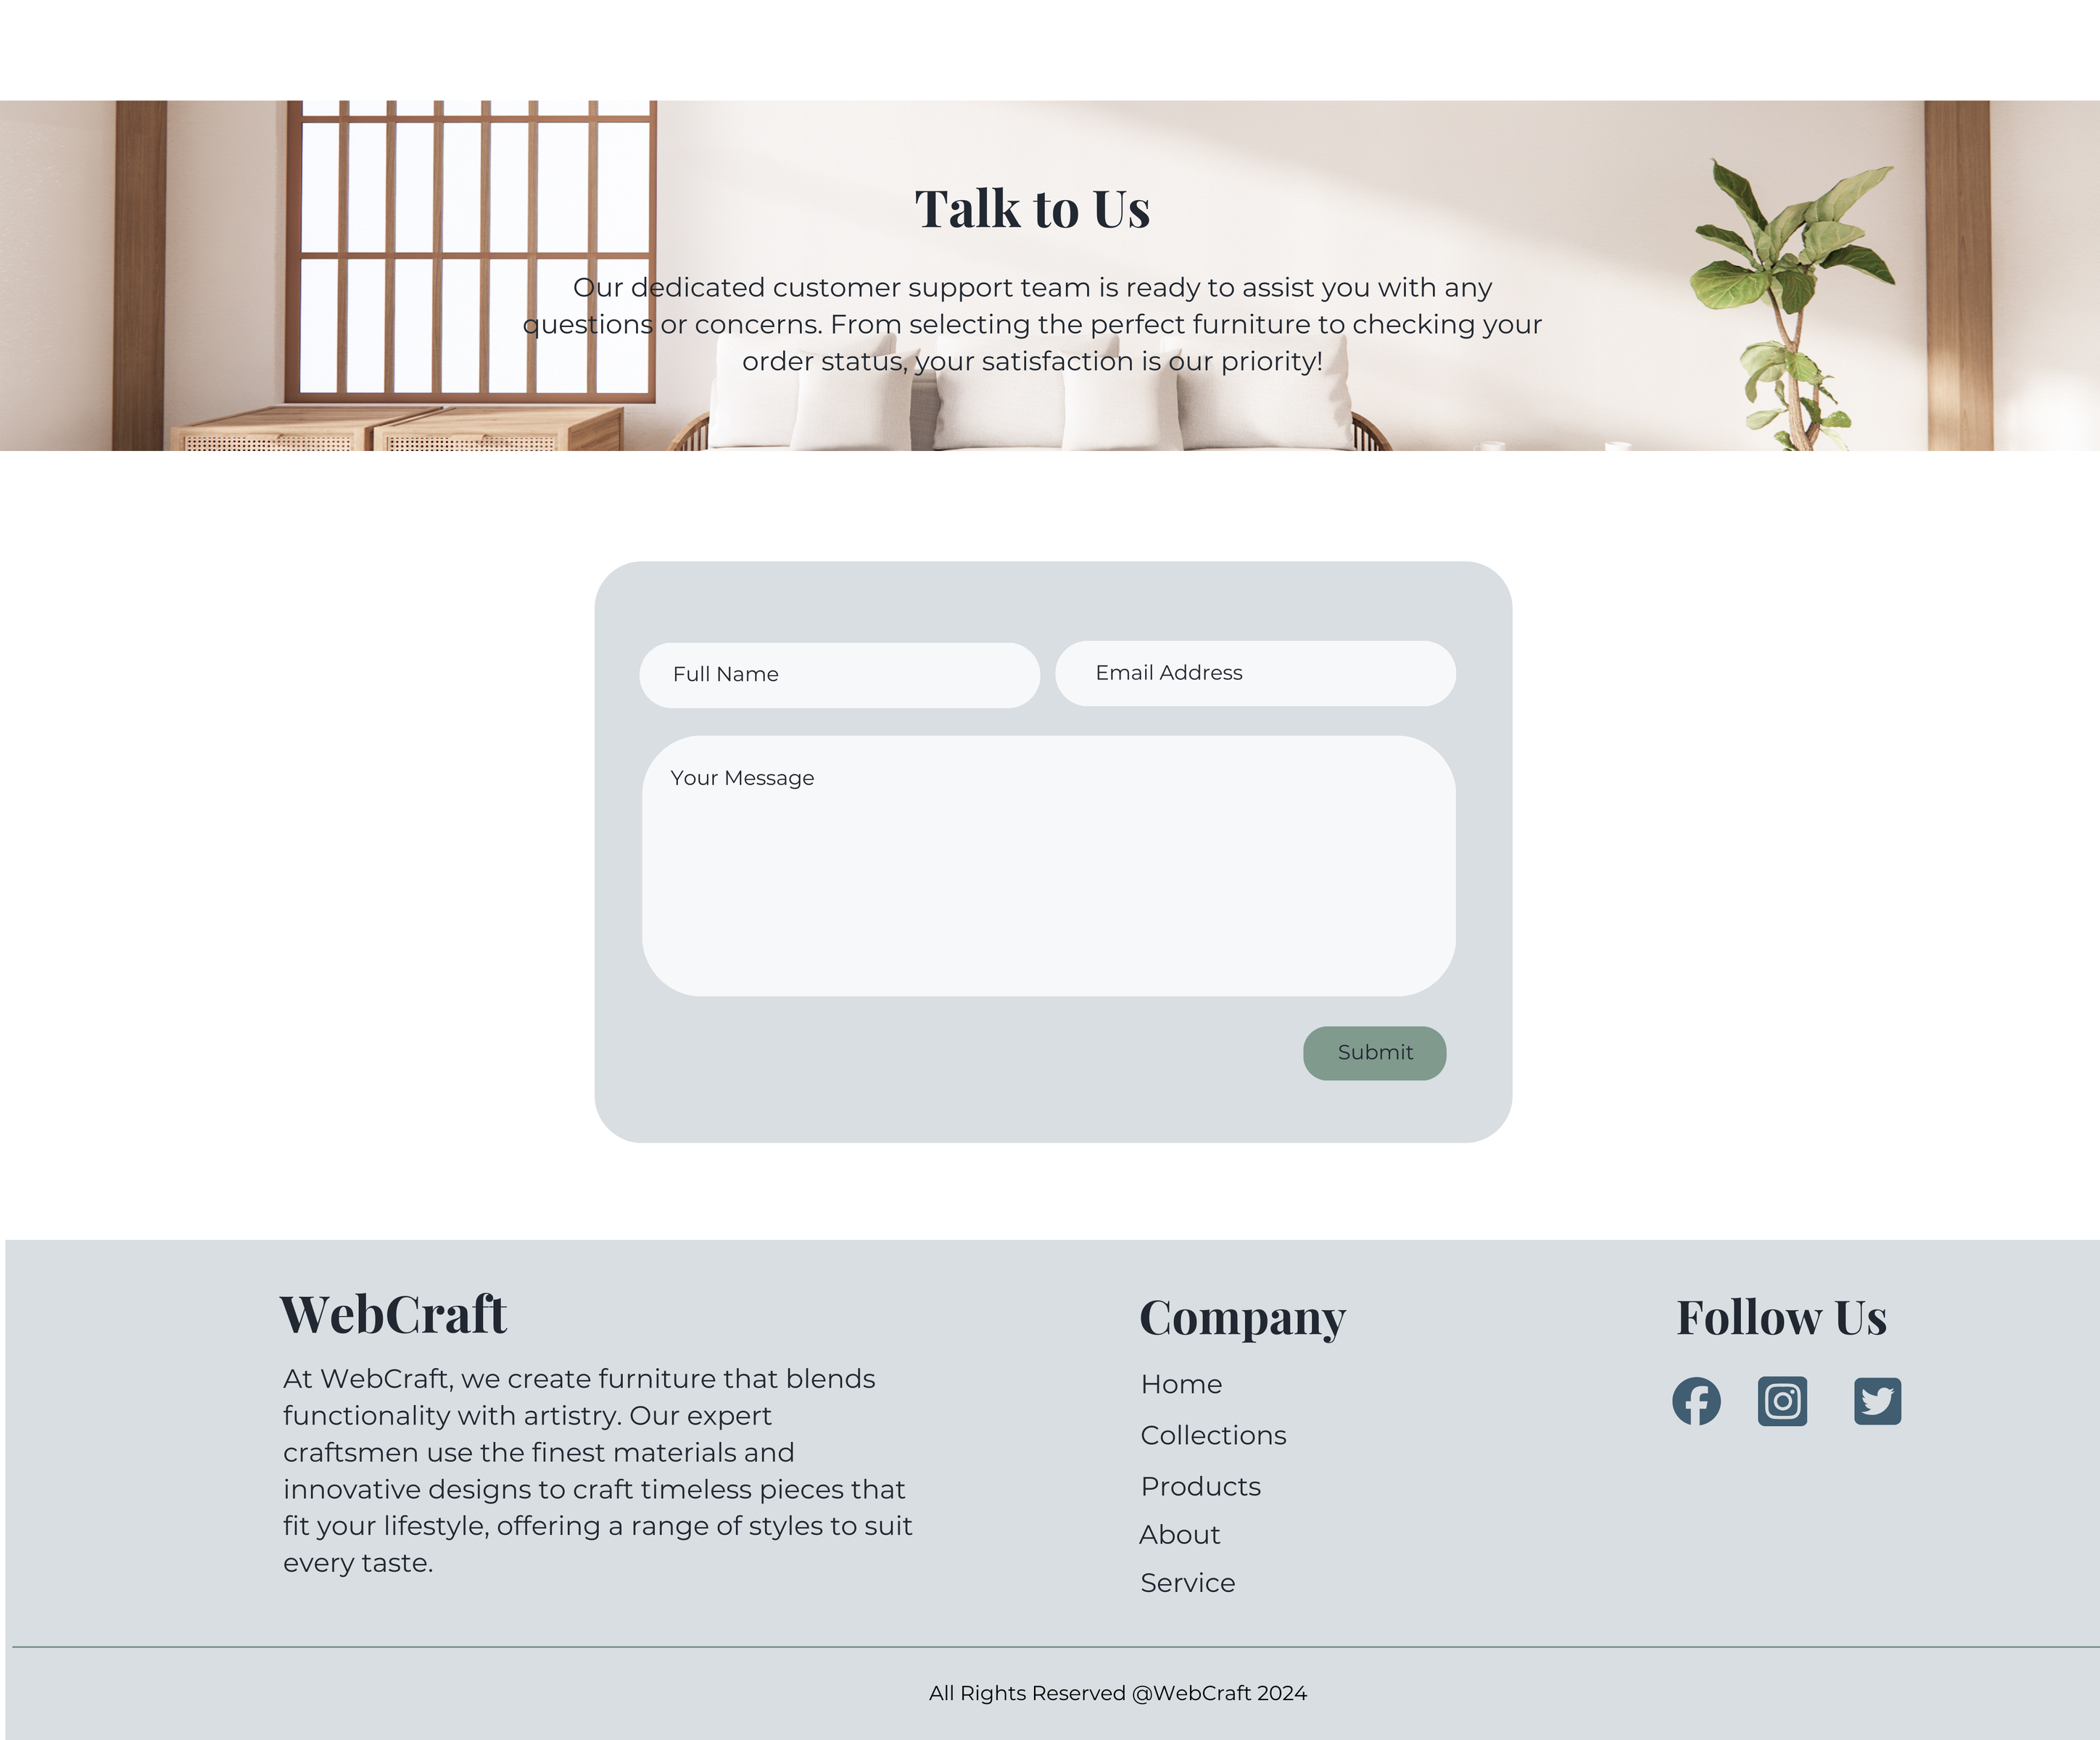 Talk to Us
Our dedicated customer support team is ready to assist you with any
questions or concerns. From selecting the perfect furniture to checking your
order status, your satisfaction is our priority!
Full Name
Email Address
Your Message
Submit
WebCraft
At WebCraft, we create furniture that blends
functionality with artistry. Our expert
craftsmen use the finest materials and
innovative designs to craft timeless pieces that
fit your lifestyle, offering a range of styles to suit
every taste.
Company
Home
Collections
Products
About
Service
Follow Us
All Rights Reserved @WebCraft 2024